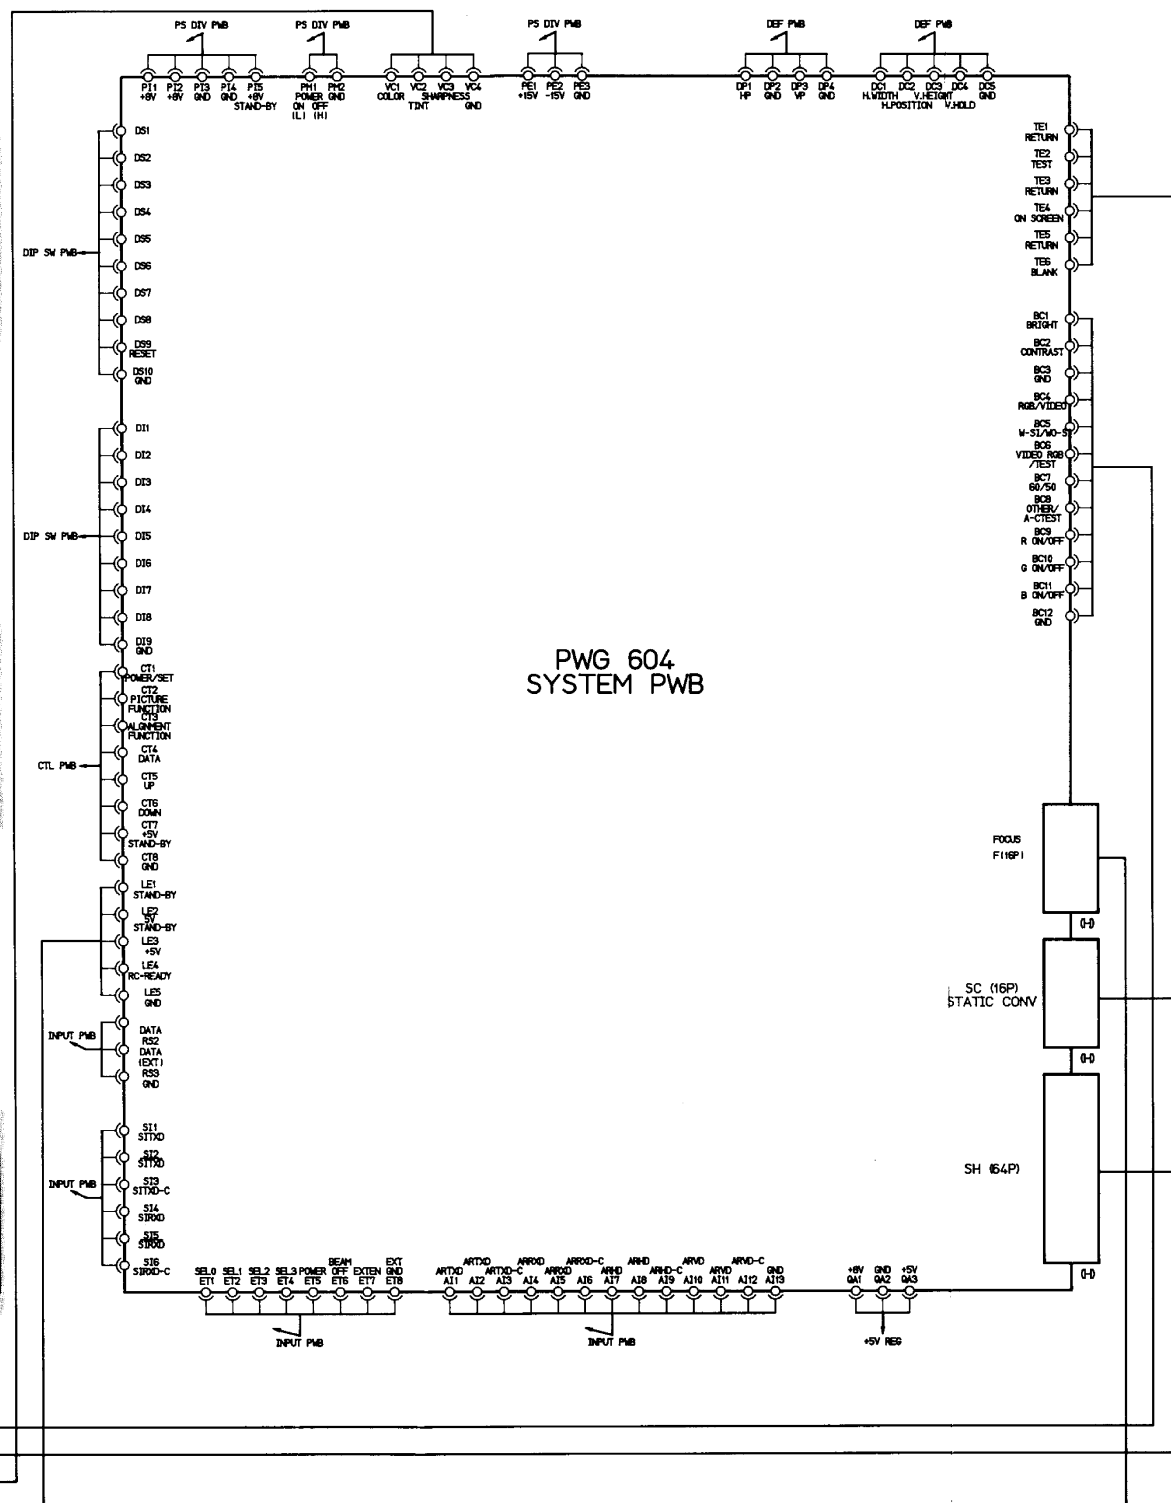 PS DIV PWB
PS DIV PWB
PS DIV PWB
DEF PWB
DEF PWB
PI1 PI2 PI3 PI4 PI5
+8V +8V GND GND +8V
STAND-BY
PM1 PM2
POWER GND
ON OFF
(L) (H)
VC1 VC2 VC3 VC4
COLOR SHARPNESS
TINT GND
PE1 PE2 PE3
+15V -15V GND
DP1 DP2 DP3 DP4
HP GND VP GND
DC1 DC2 DC3 DC4 DC5
H.WIDTH V.HEIGHT GND
H.POSITION V.HOLD
DS1
DS2
DS3
DS4
DS5
DIP SW PWB
DS6
DS7
DS8
DS9
RESET
DS10
GND
DI1
DI2
DI3
DI4
DIP SW PWB
DI5
DI6
DI7
DI8
DI9
GND
CT1
POWER/SET
CT2
PICTURE
FUNCTION
CT3
ALGNMENT
FUNCTION
CT4
DATA
CTL PWB
CT5
UP
CT6
DOWN
CT7
+5V
STAND-BY
CT8
GND
LE1
STAND-BY
LE2
5V
STAND-BY
LE3
+5V
LE4
RC-READY
LE5
GND
DATA
INPUT PWB
RS2
DATA
(EXT)
RS3
GND
SI1
SITXD
SI2
SITXD
INPUT PWB
SI3
SITXD-C
SI4
SIRXD
SI5
SIRXD
SI6
SIRXD-C
PWG 604
SYSTEM PWB
TE1
RETURN
TE2
TEST
TE3
RETURN
TE4
ON SCREEN
TE5
RETURN
TE6
BLANK
BC1
BRIGHT
BC2
CONTRAST
BC3
GND
BC4
RGB/VIDEO
BC5
W-SI/WO-S
BC6
VIDEO RGB
/TEST
BC7
60/50
BC8
OTHER/
A-CTEST
BC9
R ON/OFF
BC10
G ON/OFF
BC11
B ON/OFF
BC12
GND
FOCUS
F(16P)
(H)
SC (16P)
STATIC CONV
(H)
SH (64P)
(H)
BEAM EXT
SEL0 SEL1 SEL2 SEL3 POWER OFF EXTEN GND
ET1 ET2 ET3 ET4 ET5 ET6 ET7 ET8
INPUT PWB
ARTXD ARRXD ARRXD-C ARHD ARVD ARVD-C
ARTXD ARTXD-C ARRXD ARHD ARHD-C ARVD GND
AI1 AI2 AI3 AI4 AI5 AI6 AI7 AI8 AI9 AI10 AI11 AI12 AI13
INPUT PWB
+8V GND +5V
QA1 QA2 QA3
+5V REG